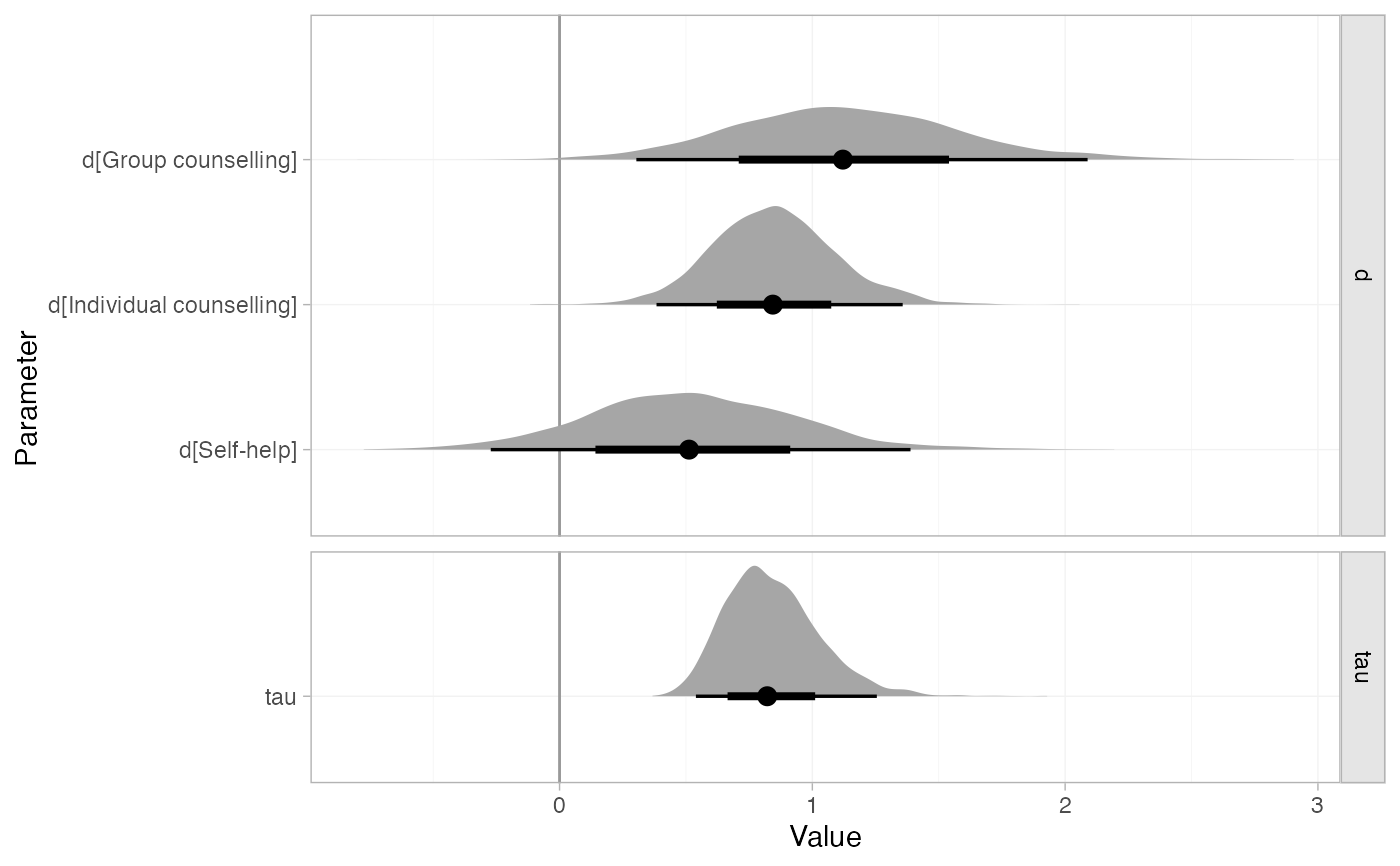 d[Group counselling]
d[Individual counselling]
d[Self-help]
d
tau
tau
Parameter
0
1
2
3
Value